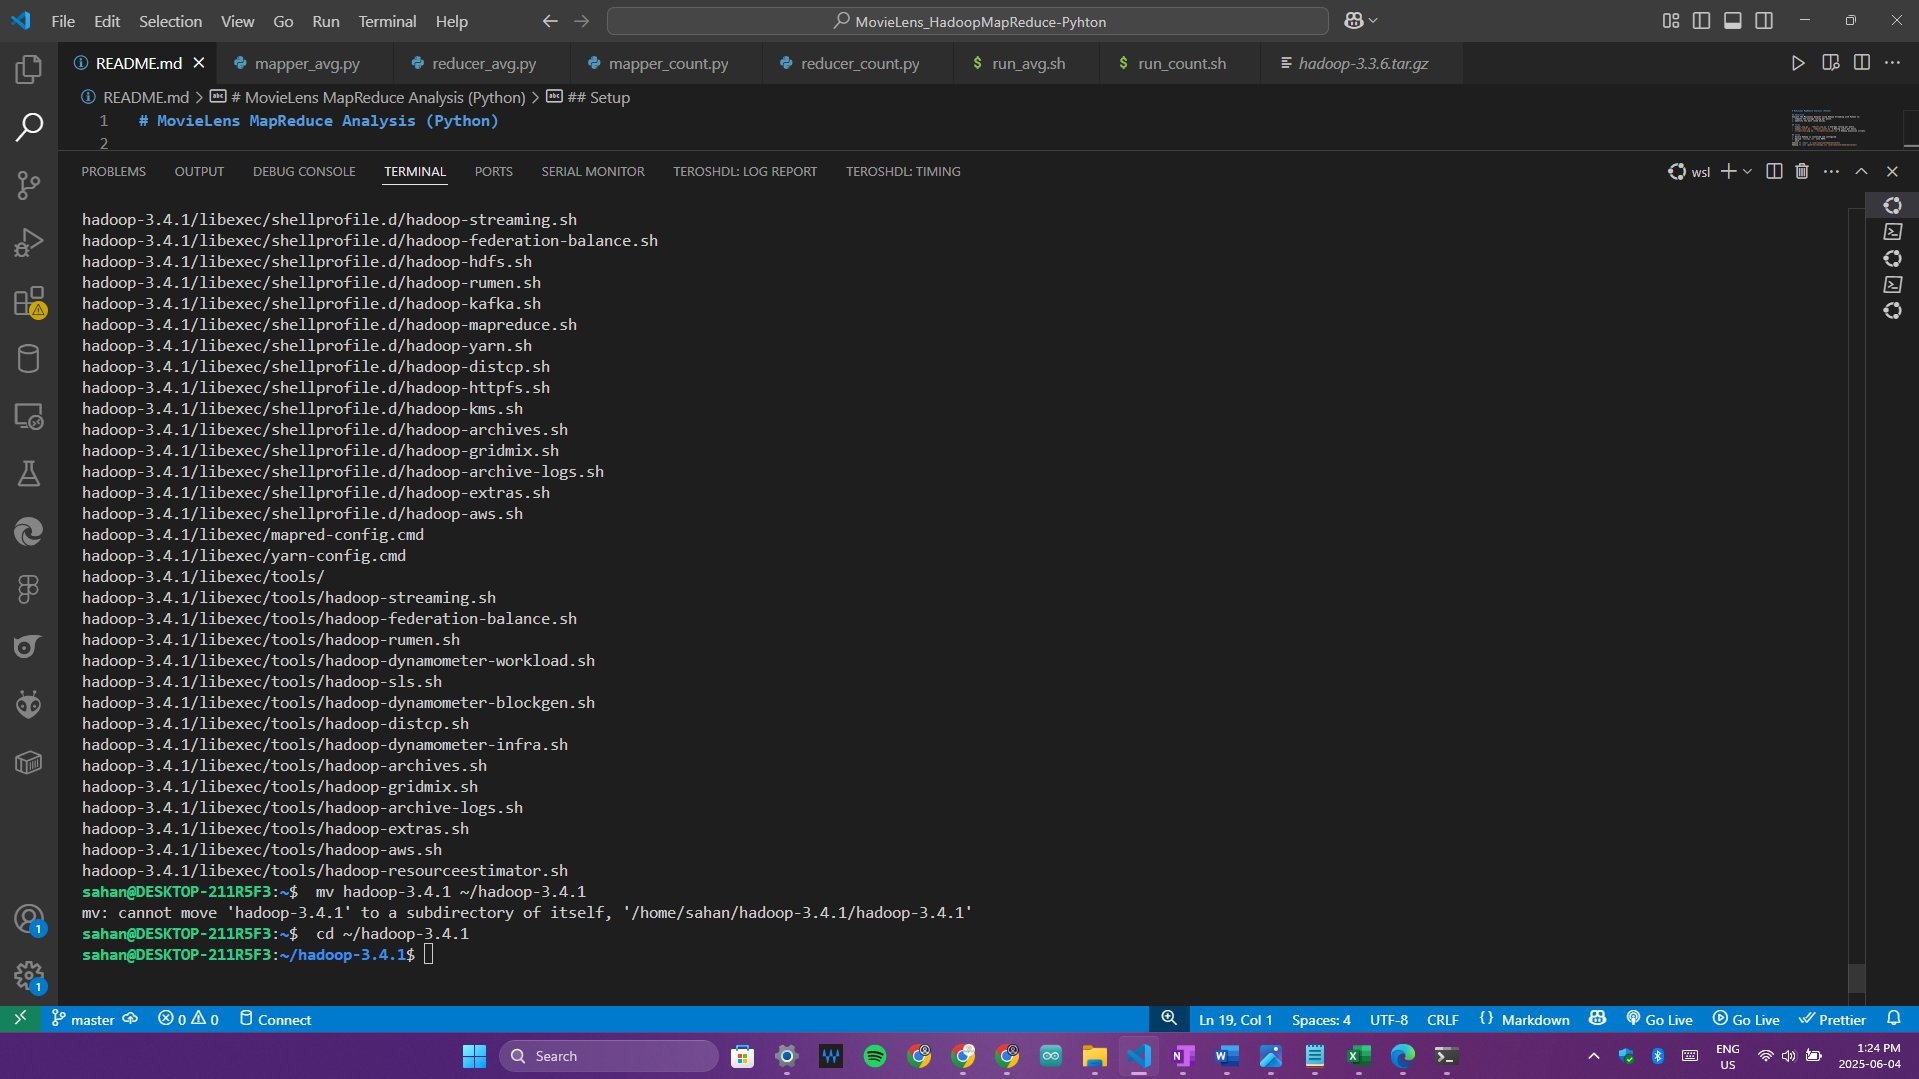 File Edit Selection View Go Run Terminal Help
MovieLens_HadoopMapReduce-Pyhton
README.md
mapper_avg.py
reducer_avg.py
mapper_count.py
reducer_count.py
$ run_avg.sh
$ run_count.sh
hadoop-3.3.6.tar.gz
README.md > # MovieLens MapReduce Analysis (Python) > ## Setup
1 # MovieLens MapReduce Analysis (Python)
2
PROBLEMS OUTPUT DEBUG CONSOLE TERMINAL PORTS SERIAL MONITOR TEROSHDL: LOG REPORT TEROSHDL: TIMING
wsl
hadoop-3.4.1/libexec/shellprofile.d/hadoop-streaming.sh
hadoop-3.4.1/libexec/shellprofile.d/hadoop-federation-balance.sh
hadoop-3.4.1/libexec/shellprofile.d/hadoop-hdfs.sh
hadoop-3.4.1/libexec/shellprofile.d/hadoop-rumen.sh
hadoop-3.4.1/libexec/shellprofile.d/hadoop-kafka.sh
hadoop-3.4.1/libexec/shellprofile.d/hadoop-mapreduce.sh
hadoop-3.4.1/libexec/shellprofile.d/hadoop-yarn.sh
hadoop-3.4.1/libexec/shellprofile.d/hadoop-distcp.sh
hadoop-3.4.1/libexec/shellprofile.d/hadoop-httpfs.sh
hadoop-3.4.1/libexec/shellprofile.d/hadoop-kms.sh
hadoop-3.4.1/libexec/shellprofile.d/hadoop-archives.sh
hadoop-3.4.1/libexec/shellprofile.d/hadoop-gridmix.sh
hadoop-3.4.1/libexec/shellprofile.d/hadoop-archive-logs.sh
hadoop-3.4.1/libexec/shellprofile.d/hadoop-extras.sh
hadoop-3.4.1/libexec/shellprofile.d/hadoop-aws.sh
hadoop-3.4.1/libexec/mapred-config.cmd
hadoop-3.4.1/libexec/yarn-config.cmd
hadoop-3.4.1/libexec/tools/
hadoop-3.4.1/libexec/tools/hadoop-streaming.sh
hadoop-3.4.1/libexec/tools/hadoop-federation-balance.sh
hadoop-3.4.1/libexec/tools/hadoop-rumen.sh
hadoop-3.4.1/libexec/tools/hadoop-dynamometer-workload.sh
hadoop-3.4.1/libexec/tools/hadoop-sls.sh
hadoop-3.4.1/libexec/tools/hadoop-dynamometer-blockgen.sh
hadoop-3.4.1/libexec/tools/hadoop-distcp.sh
hadoop-3.4.1/libexec/tools/hadoop-dynamometer-infra.sh
hadoop-3.4.1/libexec/tools/hadoop-archives.sh
hadoop-3.4.1/libexec/tools/hadoop-gridmix.sh
hadoop-3.4.1/libexec/tools/hadoop-archive-logs.sh
hadoop-3.4.1/libexec/tools/hadoop-extras.sh
hadoop-3.4.1/libexec/tools/hadoop-aws.sh
hadoop-3.4.1/libexec/tools/hadoop-resourceestimator.sh
sahan@DESKTOP-211R5F3:~$ mv hadoop-3.4.1 ~/hadoop-3.4.1
mv: cannot move 'hadoop-3.4.1' to a subdirectory of itself, '/home/sahan/hadoop-3.4.1/hadoop-3.4.1'
sahan@DESKTOP-211R5F3:~$ cd ~/hadoop-3.4.1
sahan@DESKTOP-211R5F3:~/hadoop-3.4.1$
1
1
master 0 0 Connect
Ln 19, Col 1 Spaces: 4 UTF-8 CRLF {} Markdown Go Live Go Live Prettier
Search
ENG
US
1:24 PM
2025-06-04